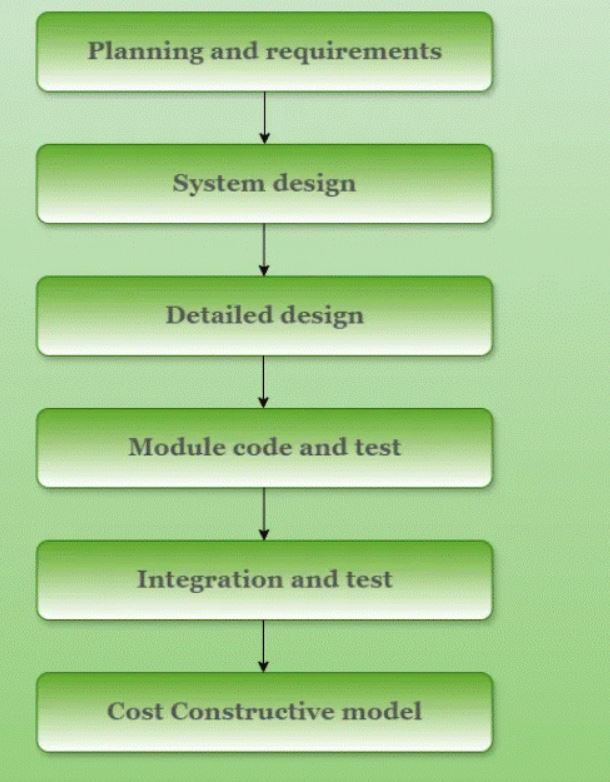 Planning and requirements
System design
Detailed design
Module code and test
Integration and test
Cost Constructive model